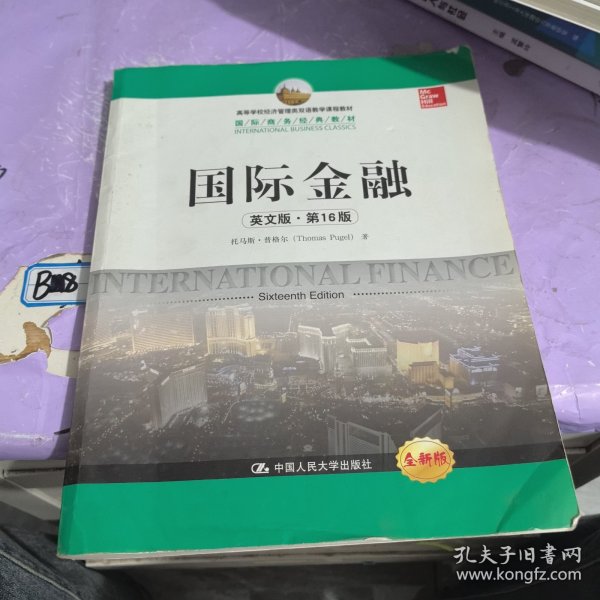 高等学校经济管理类双语教学课程教材
国/际/商/务/经/典/教/材
INTERNATIONAL BUSINESS CLASSICS
Mc
Graw
Hill
Education
国际金融
英文版·第16版
托马斯·普格尔（Thomas Pugel）著
INTERNATIONAL FINANCE
Sixteenth Edition
中国人民大学出版社
全新版
孔夫子旧书网
www.kongfz.com